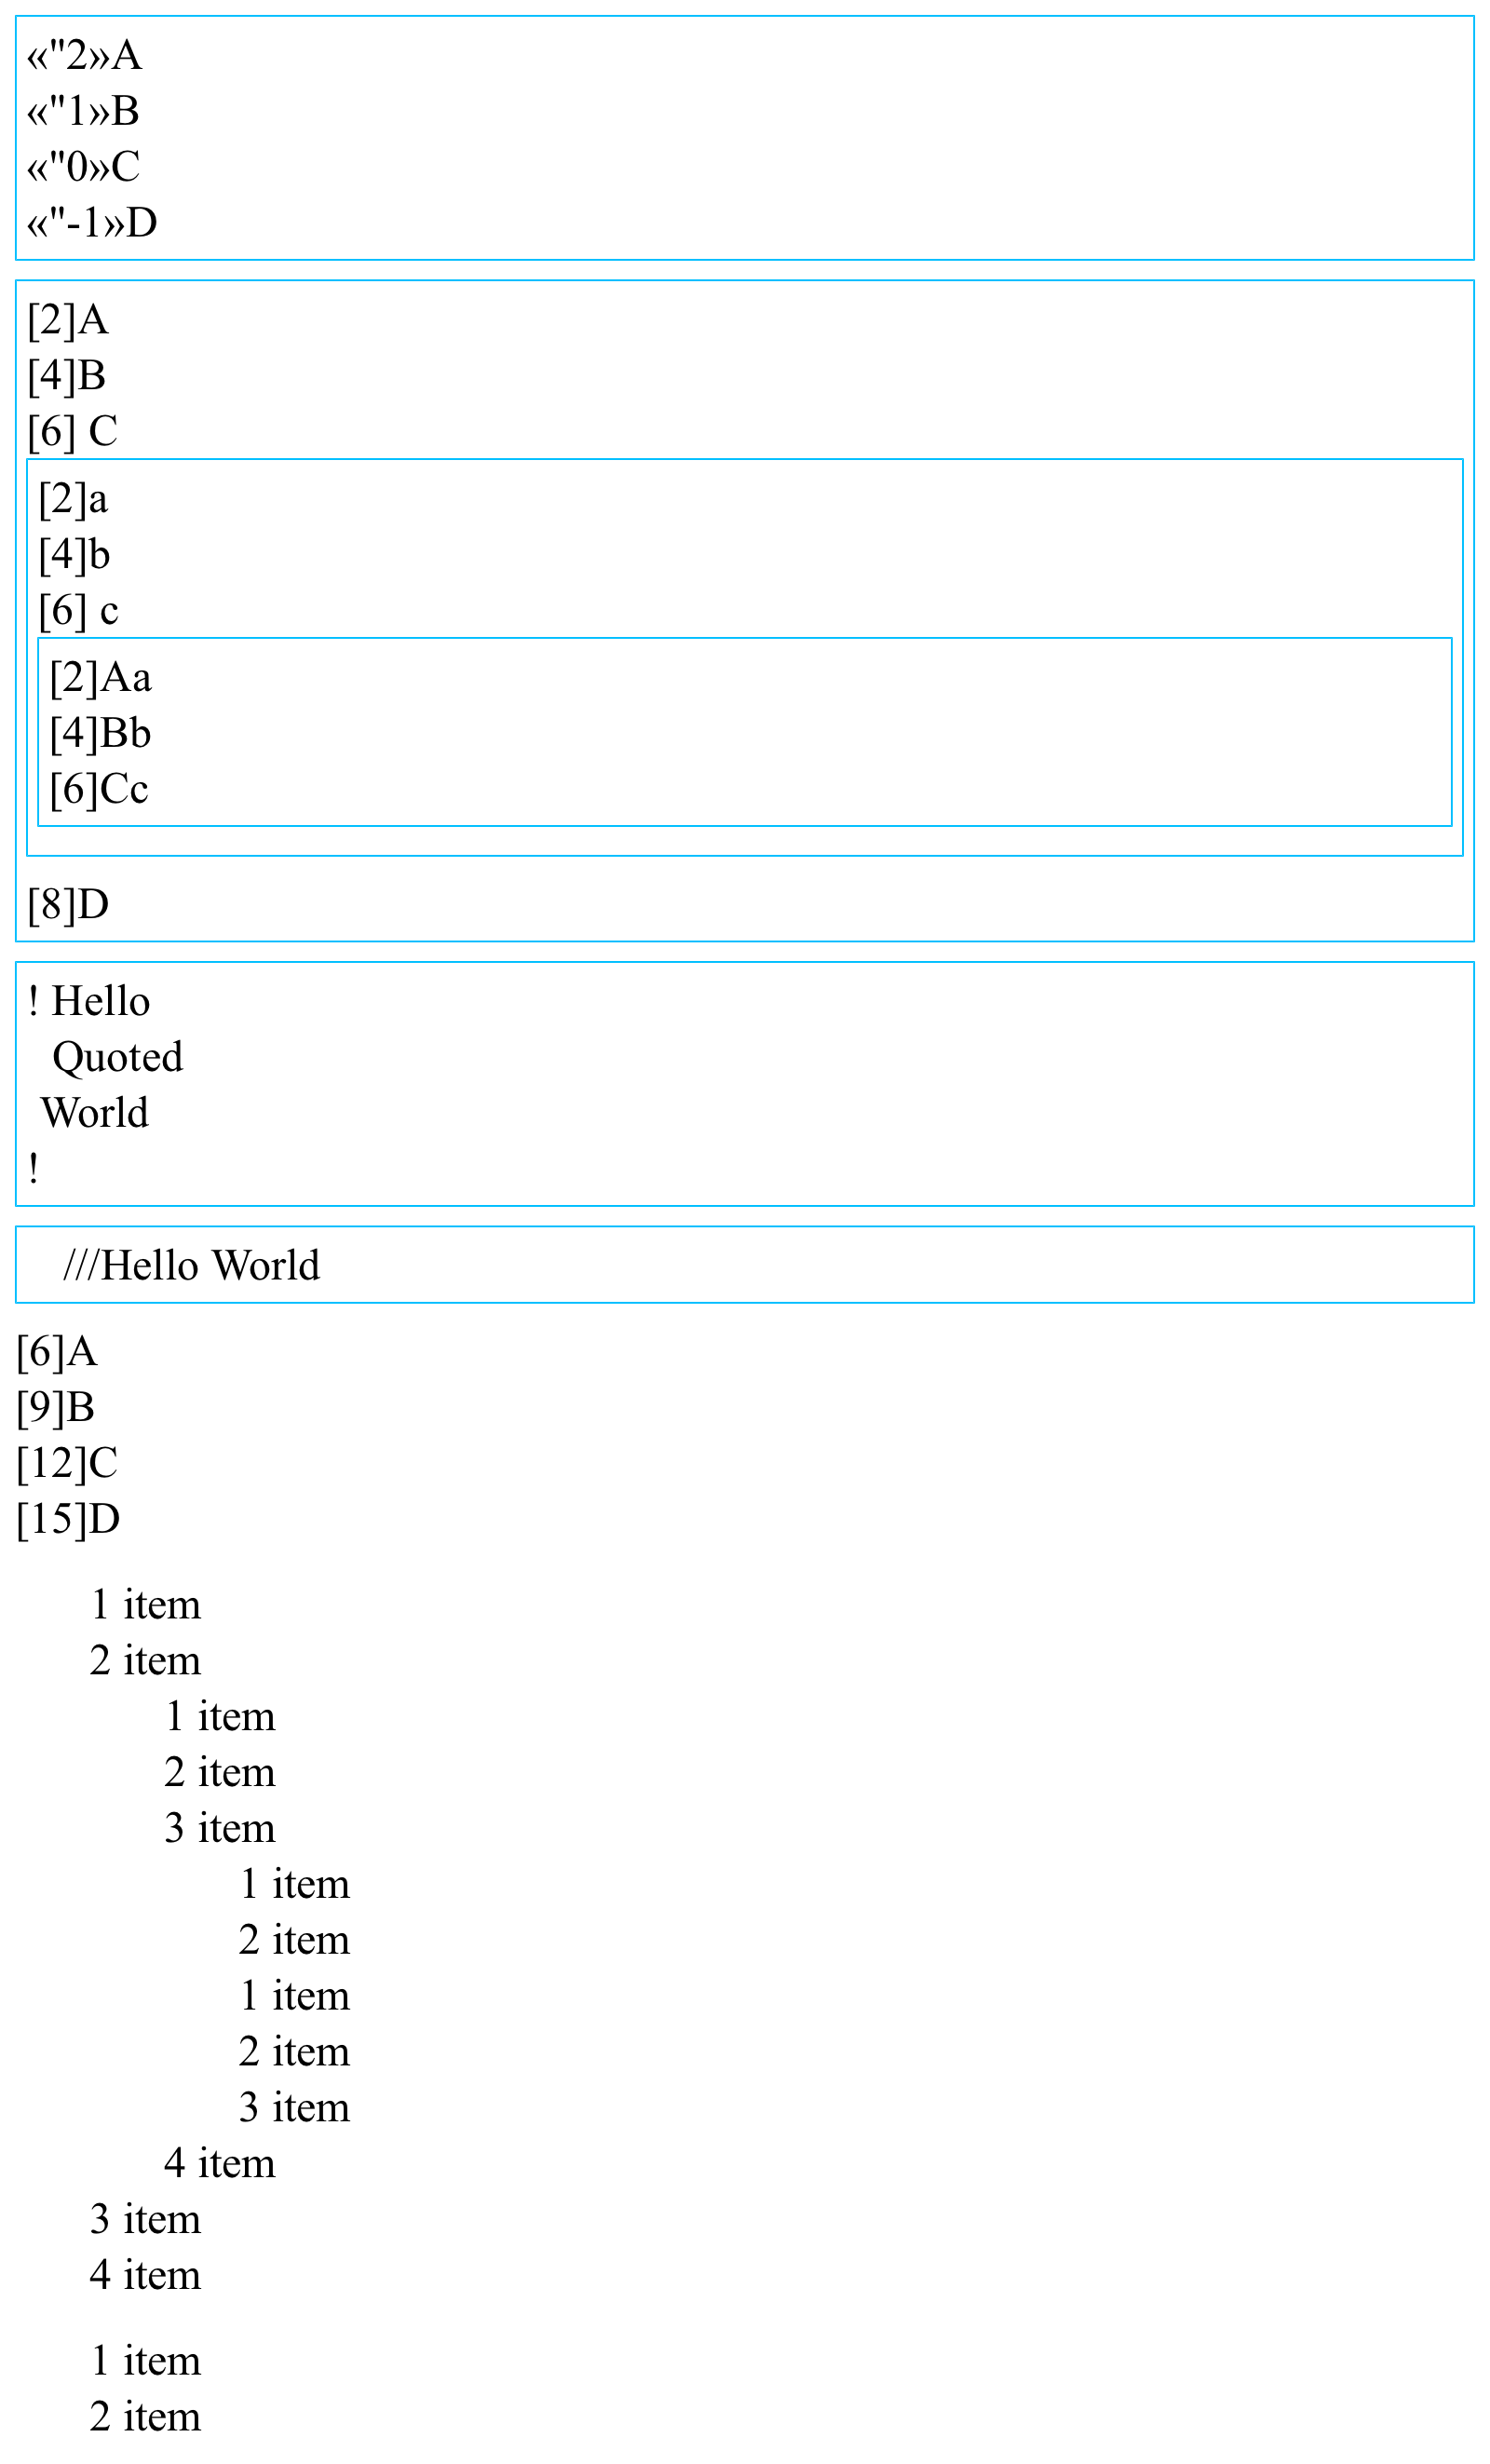 «"2»A
«"1»B
«"0»C
«"-1»D
[2]A
[4]B
[6] C
[2]a
[4]b
[6] c
[2]Aa
[4]Bb
[6]Cc
[8]D
! Hello
Quoted
World
!
///Hello World
[6]A
[9]B
[12]C
[15]D
1 item
2 item
1 item
2 item
3 item
1 item
2 item
1 item
2 item
3 item
4 item
3 item
4 item
1 item
2 item